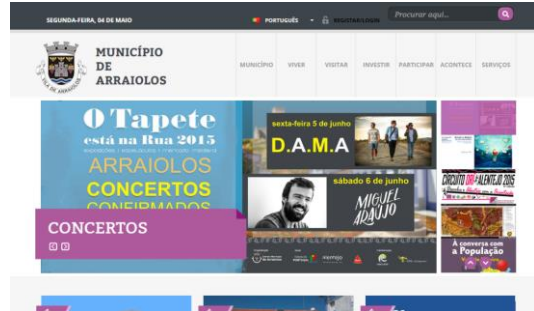 SEGUNDA-FEIRA, 04 DE MAIO
PORTUGUÊS
REGISTAR/LOGIN
Procurar aqui...
MUNICÍPIO
DE
ARRAIOLOS
MUNICÍPIO VIVER VISITAR INVESTIR PARTICIPAR ACONTECE SERVIÇOS
O Tapete
está na Rua 2015
ARRAIOLOS
CONCERTOS
CONFIRMADOS
CONCERTOS
sexta-feira 5 de junho
D.A.M.A
sábado 6 de junho
MIGUEL
ARAÚJO
CIRCUITO ALENTEJO 2015
À conversa com
a População